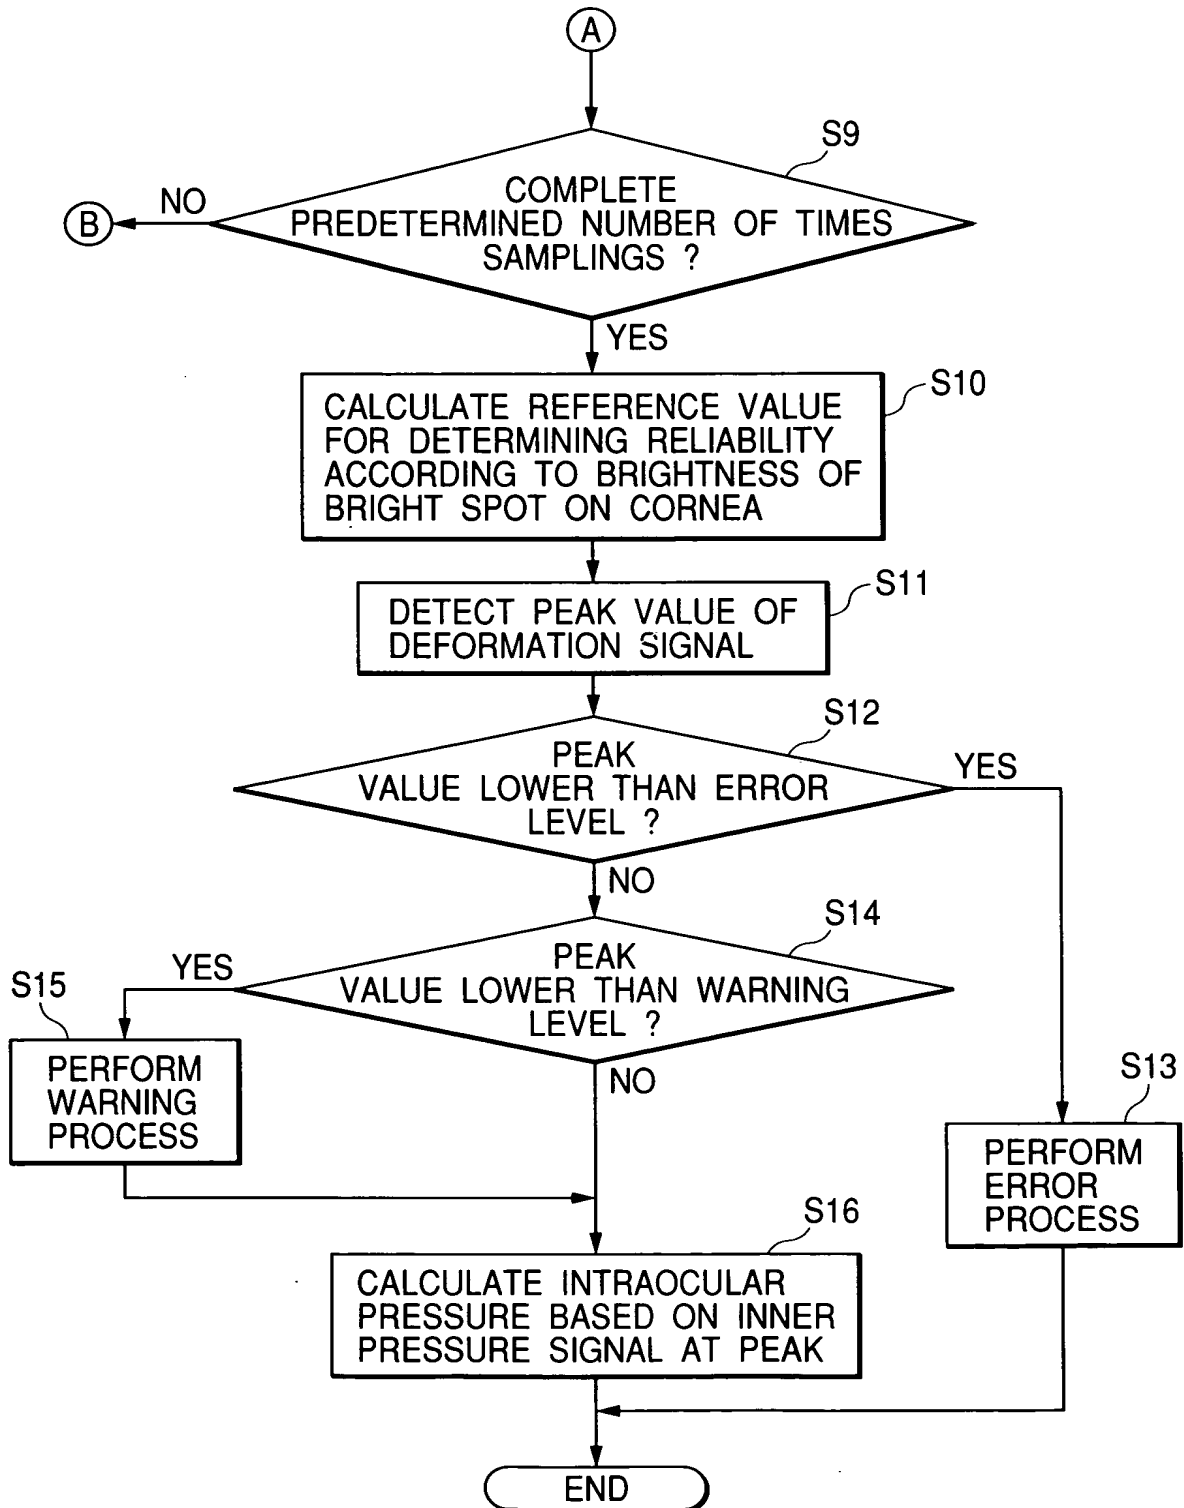 A
S9
COMPLETE
PREDETERMINED NUMBER OF TIMES
SAMPLINGS ?
NO
B
YES
S10
CALCULATE REFERENCE VALUE
FOR DETERMINING RELIABILITY
ACCORDING TO BRIGHTNESS OF
BRIGHT SPOT ON CORNEA
S11
DETECT PEAK VALUE OF
DEFORMATION SIGNAL
S12
PEAK
VALUE LOWER THAN ERROR
LEVEL ?
YES
NO
S14
PEAK
VALUE LOWER THAN WARNING
LEVEL ?
YES
S15
PERFORM
WARNING
PROCESS
NO
S13
PERFORM
ERROR
PROCESS
S16
CALCULATE INTRAOCULAR
PRESSURE BASED ON INNER
PRESSURE SIGNAL AT PEAK
END